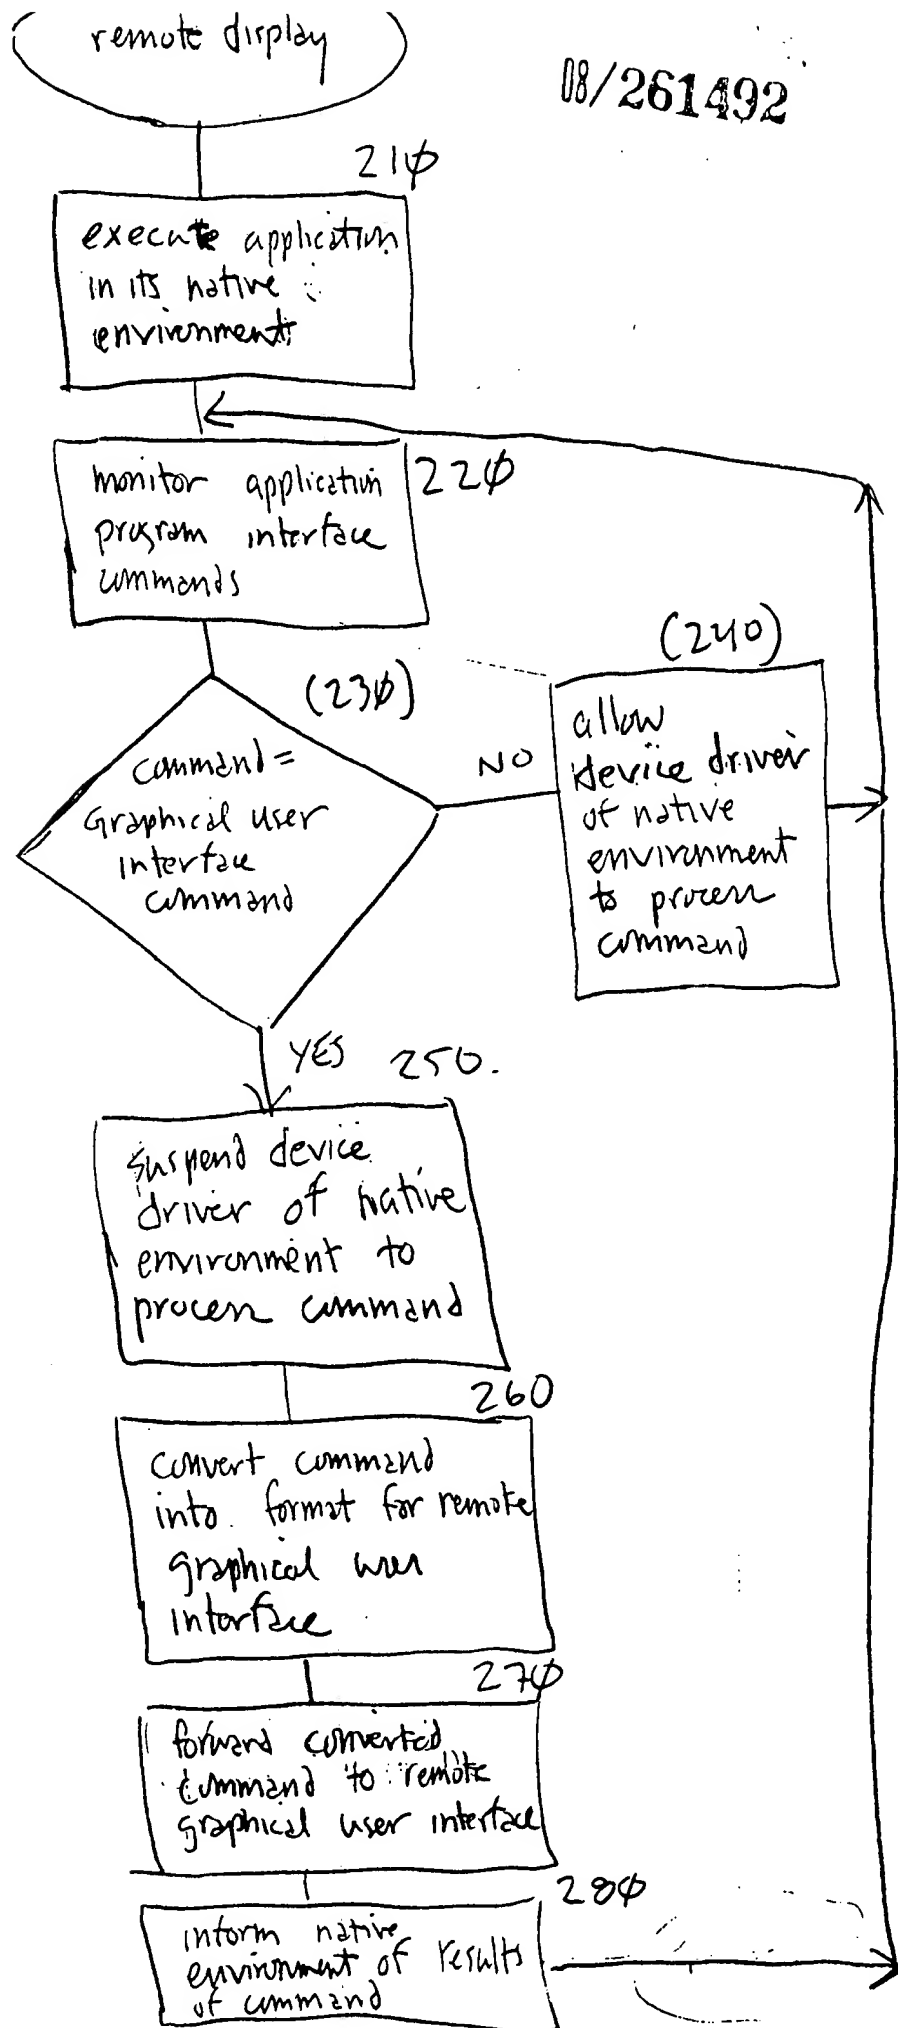 remote display
08/261492
210
execute application
in its native
environment
220
monitor application
program interface
commands
(230)
command =
Graphical user
interface
command
NO
(240)
allow
device driver
of native
environment
to process
command
YES
250.
suspend device
driver of native
environment to
process command
260
convert command
into format for remote
graphical user
interface
270
forward converted
command to remote
graphical user interface
280
inform native
environment of results
of command